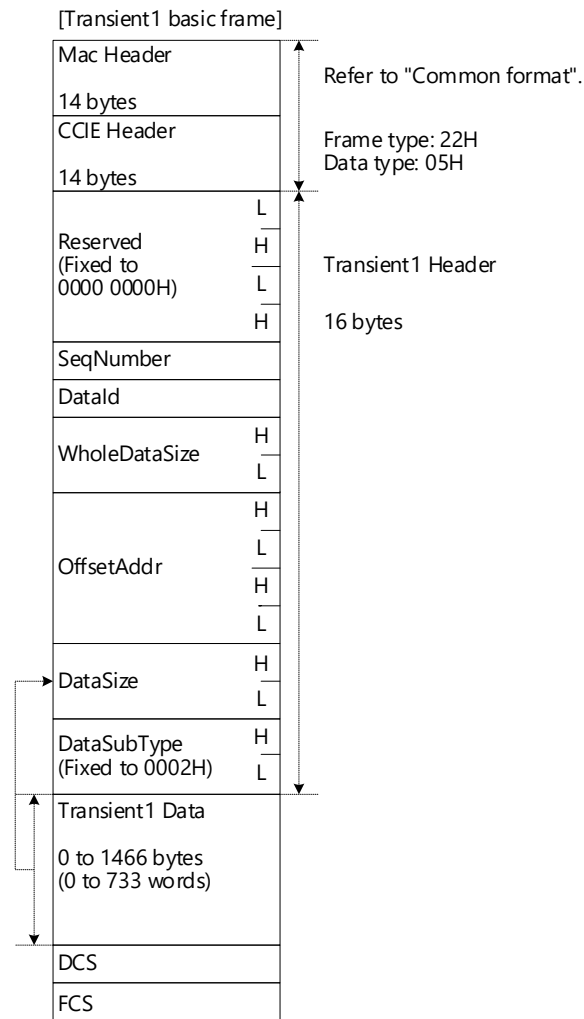 [Transient1 basic frame]
Mac Header
14 bytes
Refer to "Common format".
CCIE Header
14 bytes
Frame type: 22H
Data type: 05H
Reserved
(Fixed to
0000 0000H)
L
H
L
H
Transient1 Header
16 bytes
SeqNumber
DataId
WholeDataSize
H
L
OffsetAddr
H
L
H
L
DataSize
H
L
DataSubType
(Fixed to 0002H)
H
L
Transient1 Data
0 to 1466 bytes
(0 to 733 words)
DCS
FCS